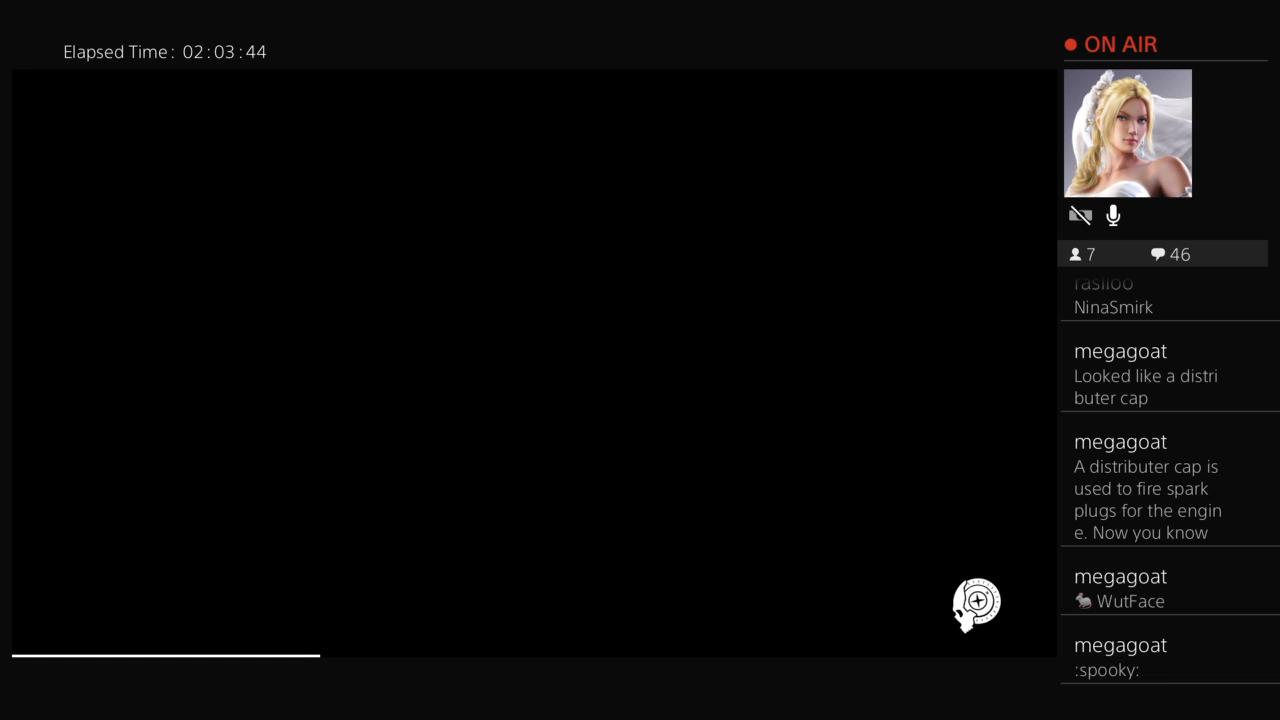 Elapsed Time: 02:03:44
ON AIR
7 46
rasiloo
NinaSmirk
megagoat
Looked like a distri
buter cap
megagoat
A distributer cap is
used to fire spark
plugs for the engin
e. Now you know
megagoat
🐀 WutFace
megagoat
:spooky: